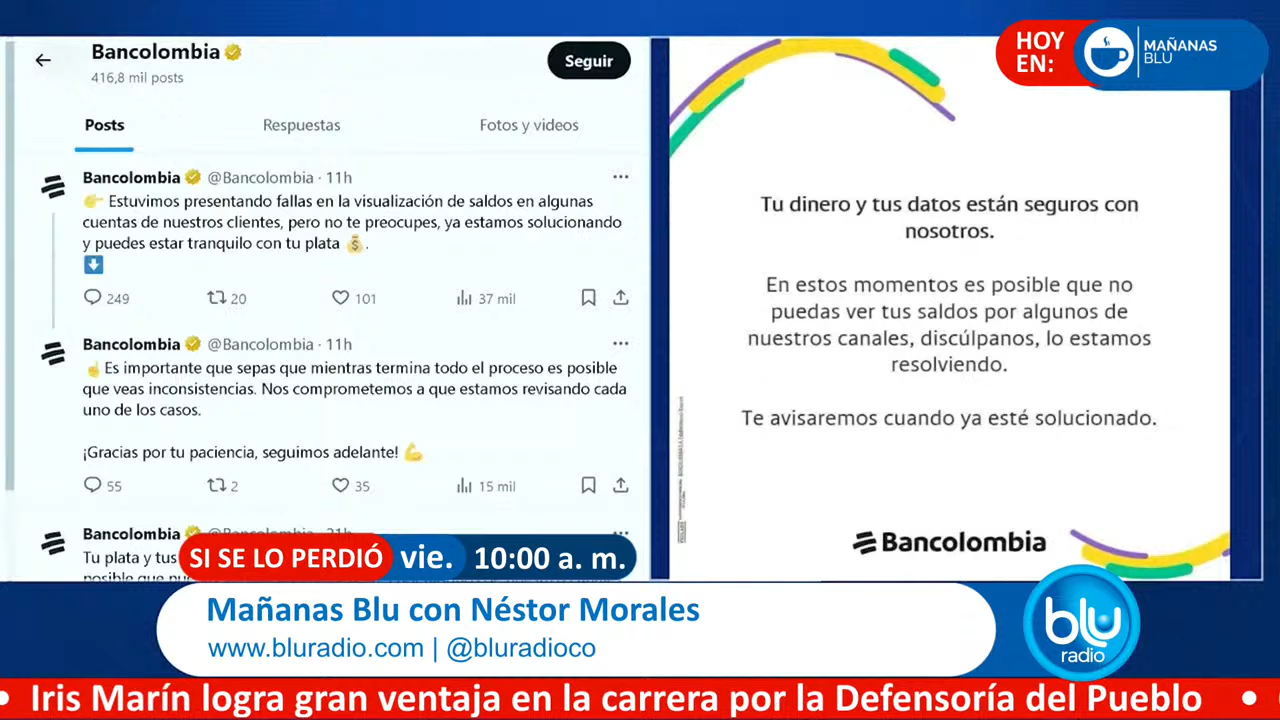 Bancolombia
416,8 mil posts
Seguir
Posts
Respuestas
Fotos y videos
Bancolombia @Bancolombia · 11h
👉 Estuvimos presentando fallas en la visualización de saldos en algunas
cuentas de nuestros clientes, pero no te preocupes, ya estamos solucionando
y puedes estar tranquilo con tu plata 💰.
⬇️
249
20
101
37 mil
Bancolombia @Bancolombia · 11h
☝️Es importante que sepas que mientras termina todo el proceso es posible
que veas inconsistencias. Nos comprometemos a que estamos revisando cada
uno de los casos.
¡Gracias por tu paciencia, seguimos adelante! 💪
55
2
35
15 mil
Bancolombia @Bancolombia · 21h
Tu plata y tus
posible que
HOY
EN:
MAÑANAS
BLU
Tu dinero y tus datos están seguros con
nosotros.
En estos momentos es posible que no
puedas ver tus saldos por algunos de
nuestros canales, discúlpanos, lo estamos
resolviendo.
Te avisaremos cuando ya esté solucionado.
Bancolombia
SI SE LO PERDIÓ vie. 10:00 a. m.
Mañanas Blu con Néstor Morales
www.bluradio.com | @bluradioco
blu
radio
• Iris Marín logra gran ventaja en la carrera por la Defensoría del Pueblo •